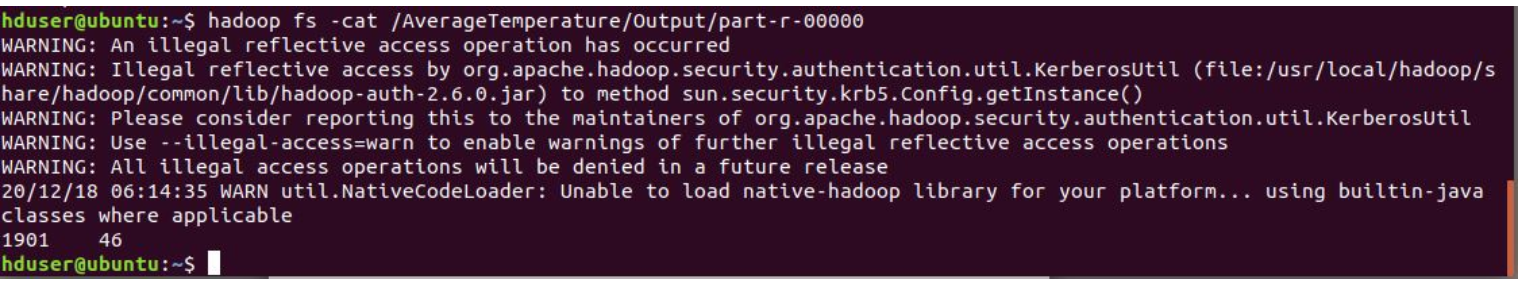 hduser@ubuntu:~$ hadoop fs -cat /AverageTemperature/Output/part-r-00000
WARNING: An illegal reflective access operation has occurred
WARNING: Illegal reflective access by org.apache.hadoop.security.authentication.util.KerberosUtil (file:/usr/local/hadoop/s
hare/hadoop/common/lib/hadoop-auth-2.6.0.jar) to method sun.security.krb5.Config.getInstance()
WARNING: Please consider reporting this to the maintainers of org.apache.hadoop.security.authentication.util.KerberosUtil
WARNING: Use --illegal-access=warn to enable warnings of further illegal reflective access operations
WARNING: All illegal access operations will be denied in a future release
20/12/18 06:14:35 WARN util.NativeCodeLoader: Unable to load native-hadoop library for your platform... using builtin-java
classes where applicable
1901    46
hduser@ubuntu:~$